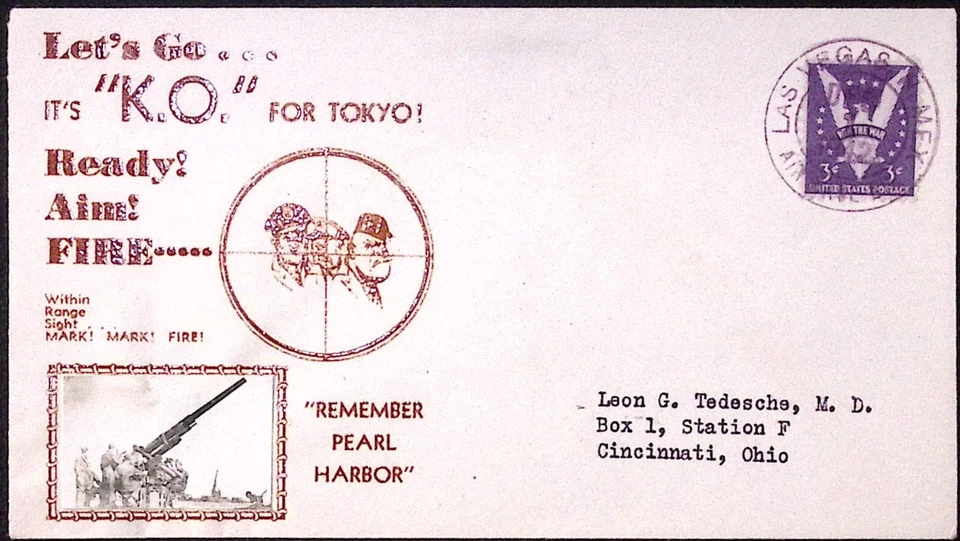 Let's Go....
IT'S "K.O." FOR TOKYO!
Ready!
Aim!
FIRE-----
Within
Range
Sight....
MARK! MARK! FIRE!
"REMEMBER
PEARL
HARBOR"
LAS VEGAS N. MEX
WIN THE WAR
3¢ 3¢
UNITED STATES POSTAGE
Leon G. Tedesche, M. D.
Box 1, Station F
Cincinnati, Ohio